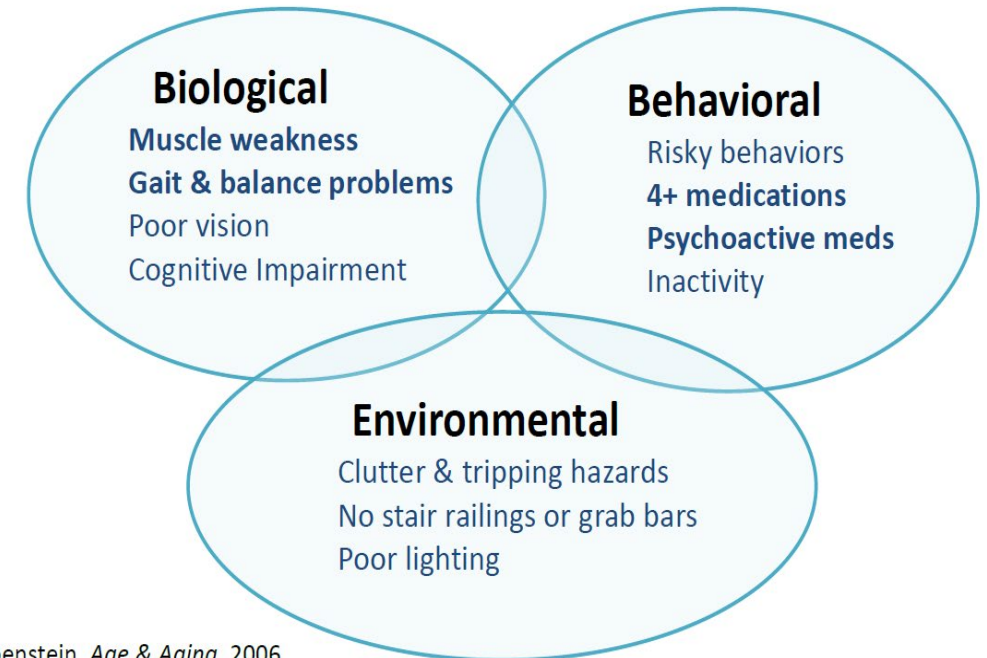 Biological
Muscle weakness
Gait & balance problems
Poor vision
Cognitive Impairment
Behavioral
Risky behaviors
4+ medications
Psychoactive meds
Inactivity
Environmental
Clutter & tripping hazards
No stair railings or grab bars
Poor lighting
Age & Aging, 2006